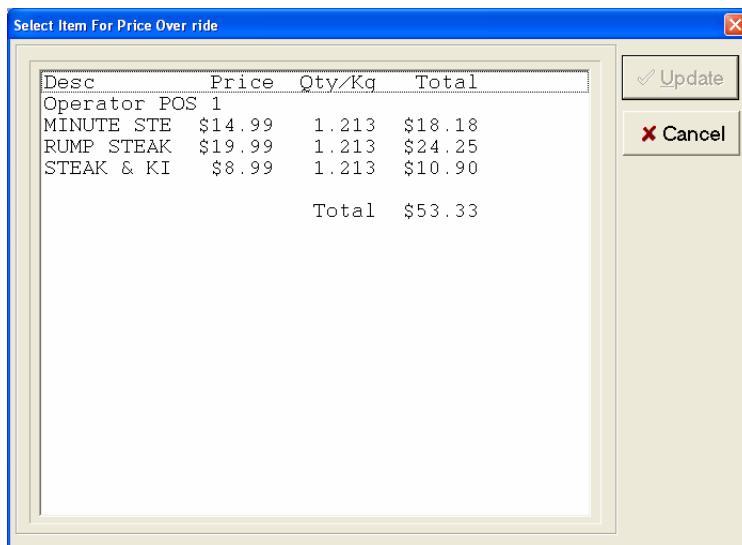 Select Item For Price Over ride
Desc Price Qty/Kg Total
Operator POS 1
MINUTE STE $14.99 1.213 $18.18
RUMP STEAK $19.99 1.213 $24.25
STEAK & KI $8.99 1.213 $10.90
Total $53.33
Update
Cancel